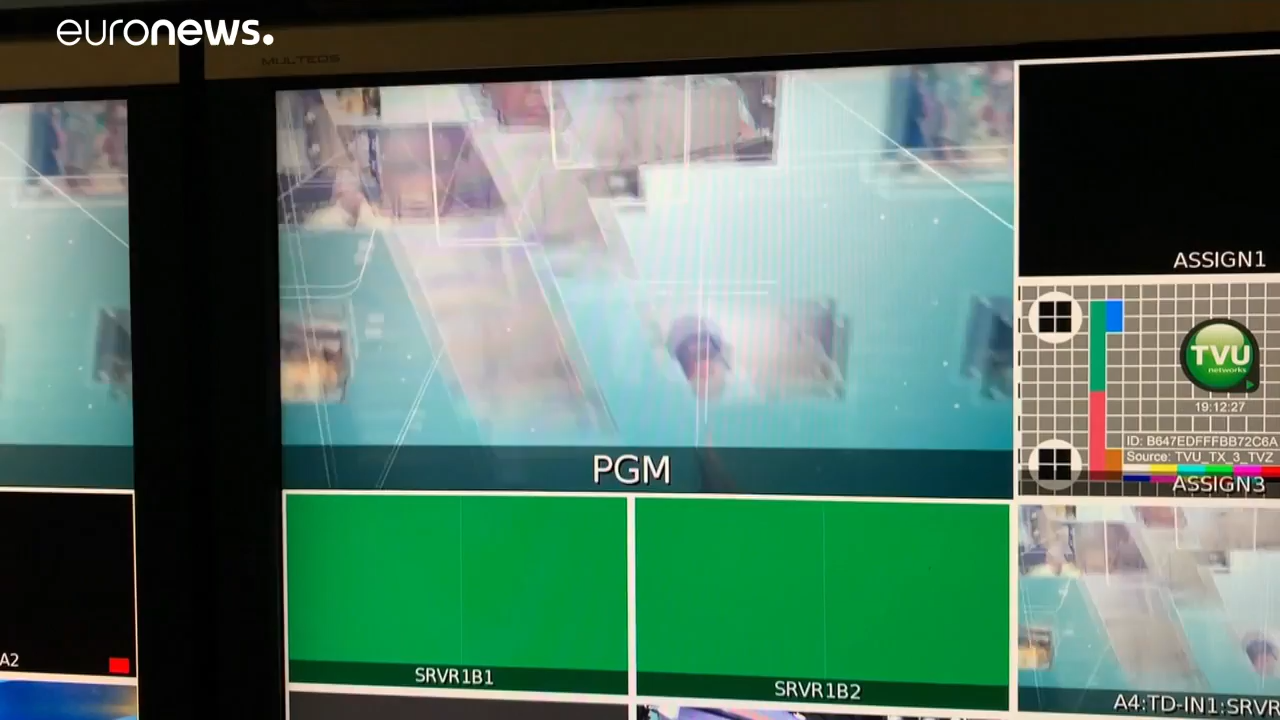 euronews.
MULTEOS
ASSIGN1
TVU
networks
19:12:27
ID: B647EDFFFBB72C6A
Source: TVU_TX_3_TVZ
ASSIGN3
PGM
A2
SRVR1B1
SRVR1B2
A4:TD-IN1:SRVR